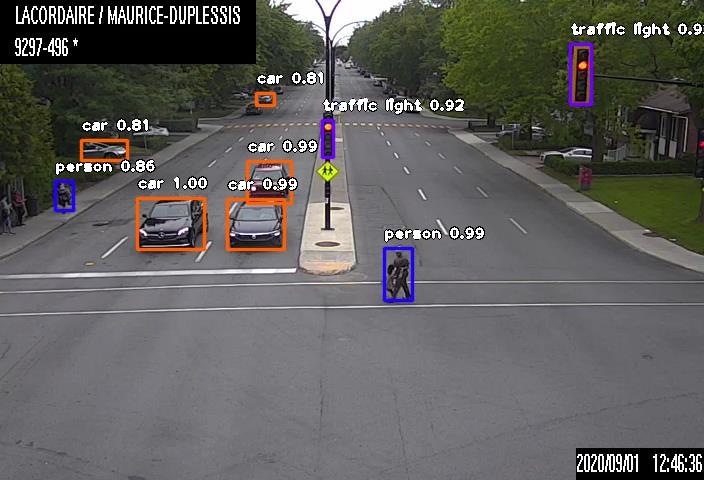 LACORDAIRE / MAURICE-DUPLESSIS
9297-496 *
traffic light 0.9
car 0.81
traffic light 0.92
car 0.81
car 0.99
person 0.86
car 1.00
car 0.99
person 0.99
2020/09/01 12:46:36